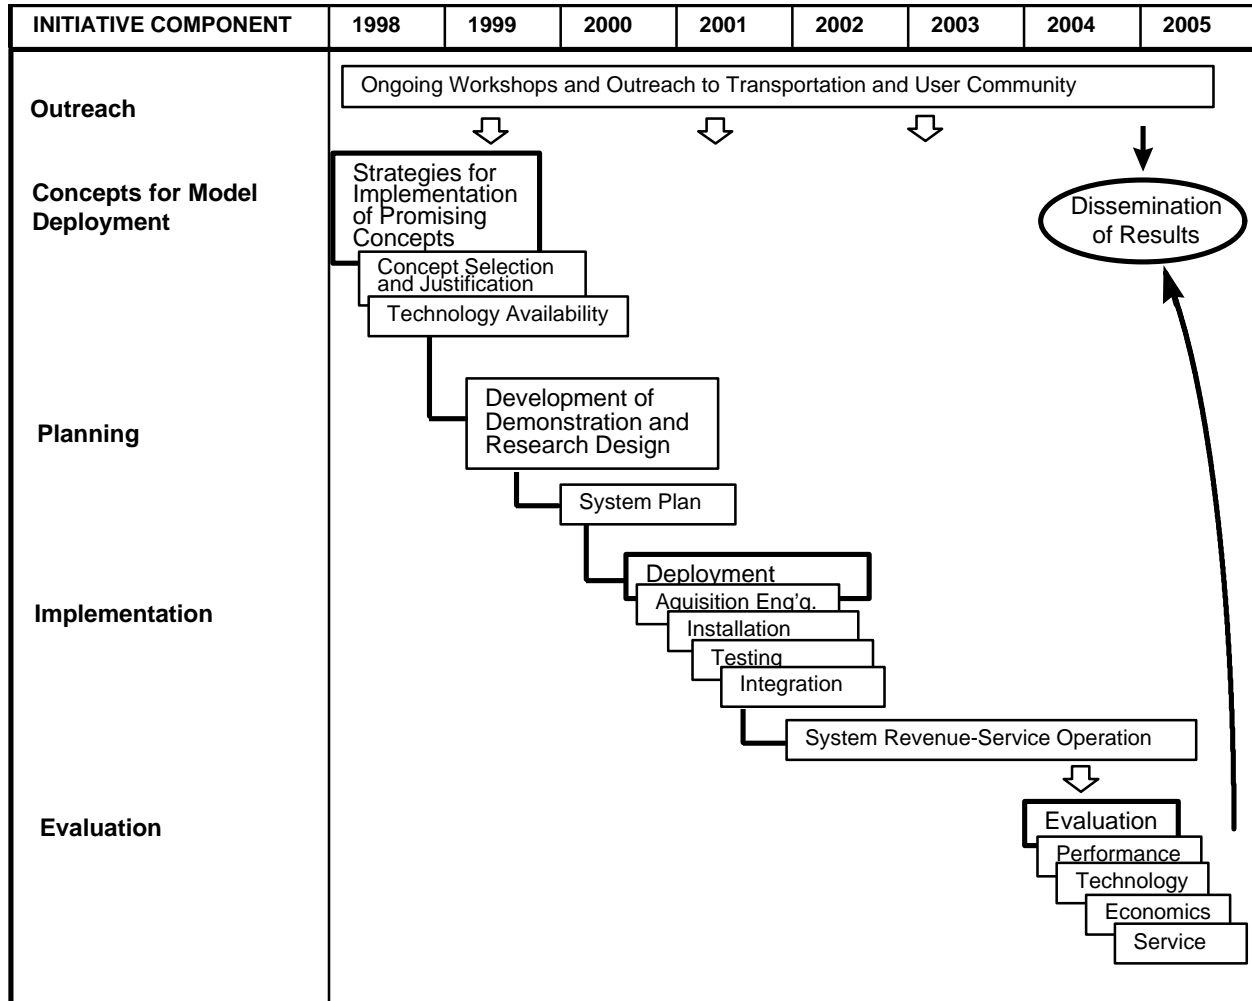 INITIATIVE COMPONENT 1998 1999 2000 2001 2002 2003 2004 2005
Outreach
Ongoing Workshops and Outreach to Transportation and User Community
Concepts for Model
Deployment
Strategies for
Implementation
of Promising
Concepts
Concept Selection
and Justification
Technology Availability
Dissemination
of Results
Planning
Development of
Demonstration and
Research Design
System Plan
Implementation
Deployment
Aquisition Eng'g.
Installation
Testing
Integration
System Revenue-Service Operation
Evaluation
Evaluation
Performance
Technology
Economics
Service